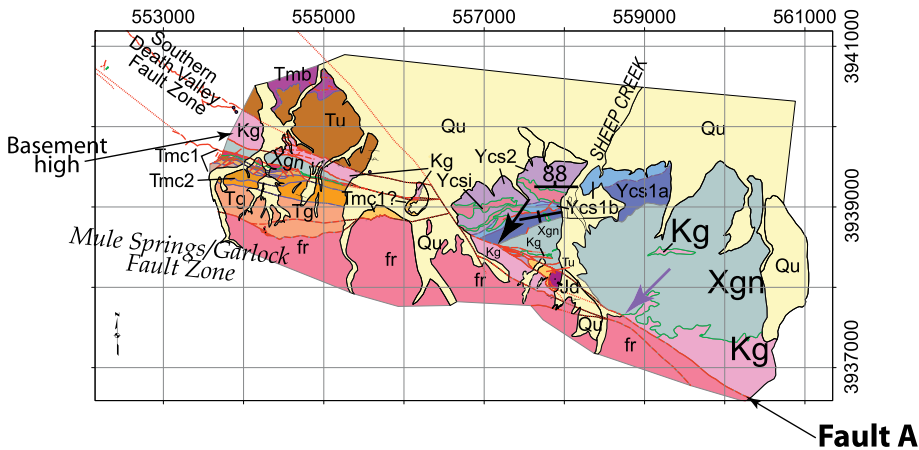 553000
555000
557000
559000
561000
3941000
Southern
Death Valley
Fault Zone
Tmb
Tu
Qu
Qu
SHEEP CREEK
Kg
Basement
high
Tmc1
Xgn
Kg
Ycs2
88
Tmc2
Ycsi
Ycs1a
3939000
Tg
Tg
Tmc1?
Ycs1b
Mule Springs/Garlock
Fault Zone
fr
fr
Qu
Xgn
Kg
Kg
Kg
Tu
Xgn
Qu
fr
Jd
Qu
fr
Kg
3937000
Fault A